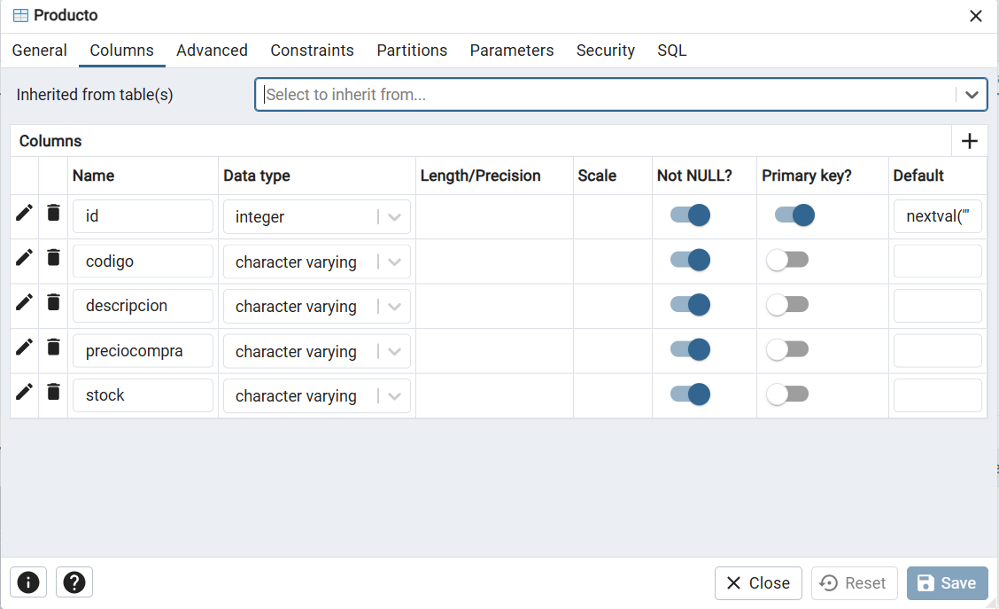 Producto
General Columns Advanced Constraints Partitions Parameters Security SQL
Inherited from table(s) Select to inherit from...
Columns
Name Data type Length/Precision Scale Not NULL? Primary key? Default
id integer nextval('"
codigo character varying
descripcion character varying
preciocompra character varying
stock character varying
Close Reset Save